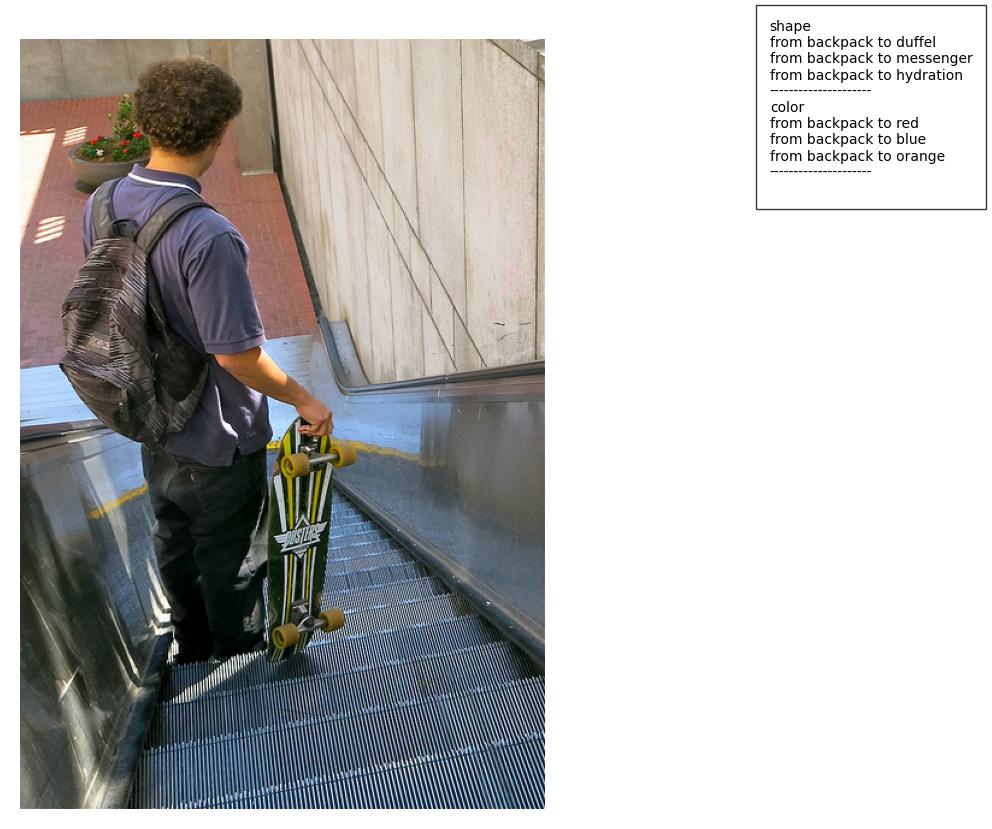 shape
from backpack to duffel
from backpack to messenger
from backpack to hydration
---------------------
color
from backpack to red
from backpack to blue
from backpack to orange
---------------------
DUSTERS